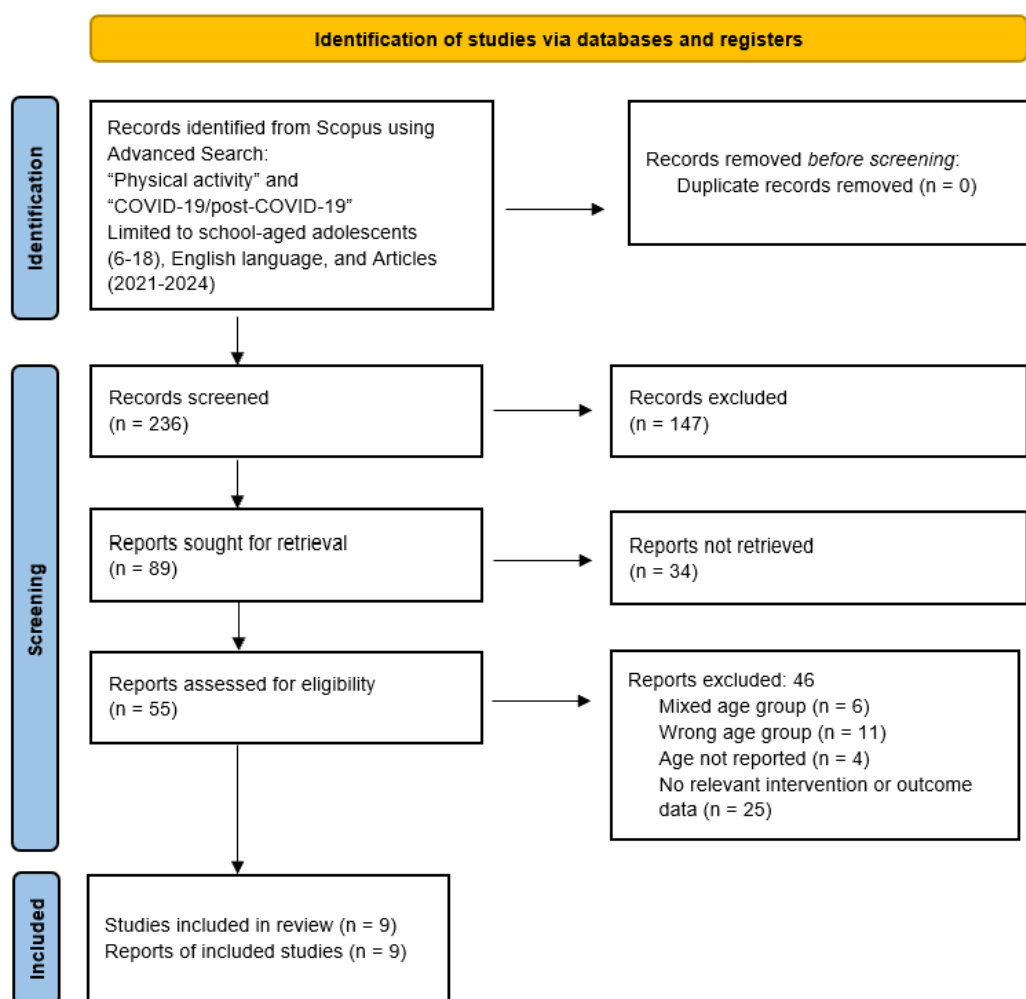 Identification of studies via databases and registers
Identification
Records identified from Scopus using
Advanced Search:
“Physical activity” and
“COVID-19/post-COVID-19”
Limited to school-aged adolescents
(6-18), English language, and Articles
(2021-2024)
Records removed before screening:
Duplicate records removed (n = 0)
Screening
Records screened
(n = 236)
Records excluded
(n = 147)
Reports sought for retrieval
(n = 89)
Reports not retrieved
(n = 34)
Reports assessed for eligibility
(n = 55)
Reports excluded: 46
Mixed age group (n = 6)
Wrong age group (n = 11)
Age not reported (n = 4)
No relevant intervention or outcome
data (n = 25)
Included
Studies included in review (n = 9)
Reports of included studies (n = 9)